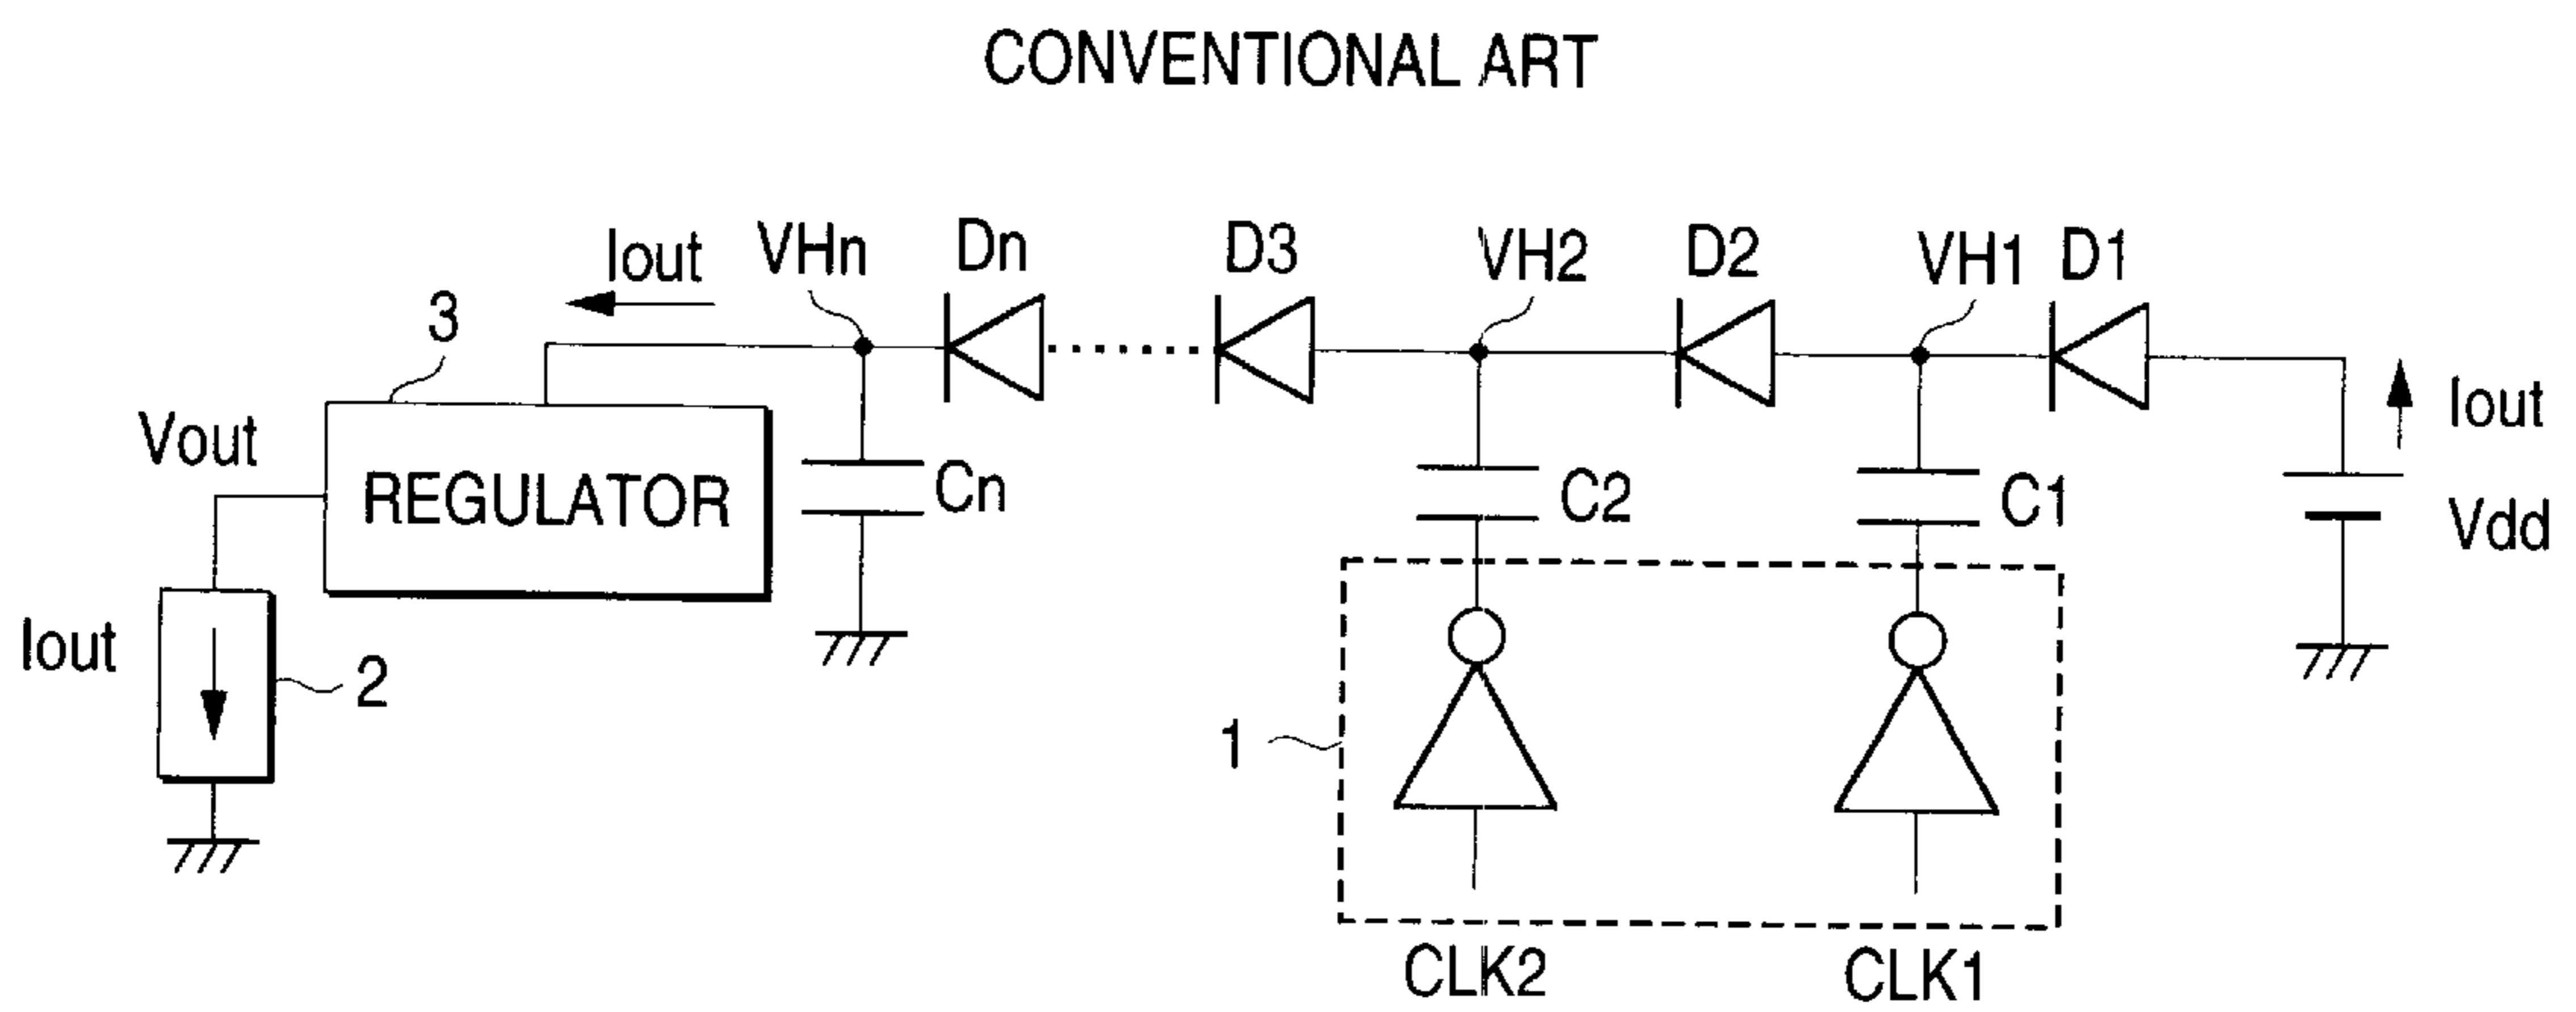 CONVENTIONAL ART
Iout
VHn
Dn
D3
VH2
D2
VH1
D1
3
Iout
Vout
REGULATOR
Cn
C2
C1
Vdd
Iout
2
1
CLK2
CLK1